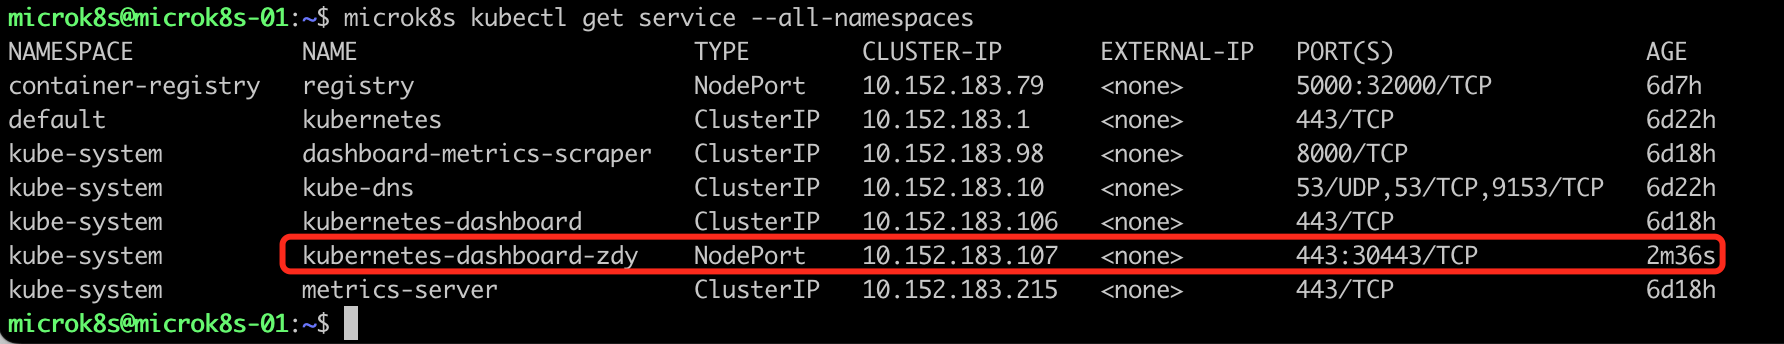 microk8s@microk8s-01:~$ microk8s kubectl get service --all-namespaces
NAMESPACE NAME TYPE CLUSTER-IP EXTERNAL-IP PORT(S) AGE
container-registry registry NodePort 10.152.183.79 <none> 5000:32000/TCP 6d7h
default kubernetes ClusterIP 10.152.183.1 <none> 443/TCP 6d22h
kube-system dashboard-metrics-scraper ClusterIP 10.152.183.98 <none> 8000/TCP 6d18h
kube-system kube-dns ClusterIP 10.152.183.10 <none> 53/UDP,53/TCP,9153/TCP 6d22h
kube-system kubernetes-dashboard ClusterIP 10.152.183.106 <none> 443/TCP 6d18h
kube-system kubernetes-dashboard-zdy NodePort 10.152.183.107 <none> 443:30443/TCP 2m36s
kube-system metrics-server ClusterIP 10.152.183.215 <none> 443/TCP 6d18h
microk8s@microk8s-01:~$